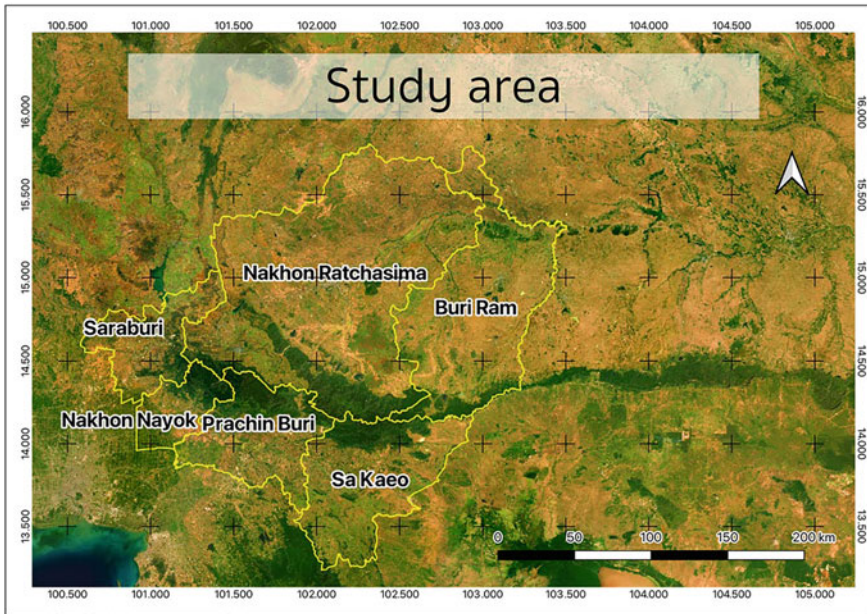 100.500 101.000 101.500 102.000 102.500 103.000 103.500 104.000 104.500 105.000
Study area
16.000 16.000
15.500 15.500
15.000 15.000
Nakhon Ratchasima
Buri Ram
Saraburi
14.500 14.500
Nakhon Nayok Prachin Buri
14.000 14.000
Sa Kaeo
13.500 13.500
0 50 100 150 200 km
100.500 101.000 101.500 102.000 102.500 103.000 103.500 104.000 104.500 105.000